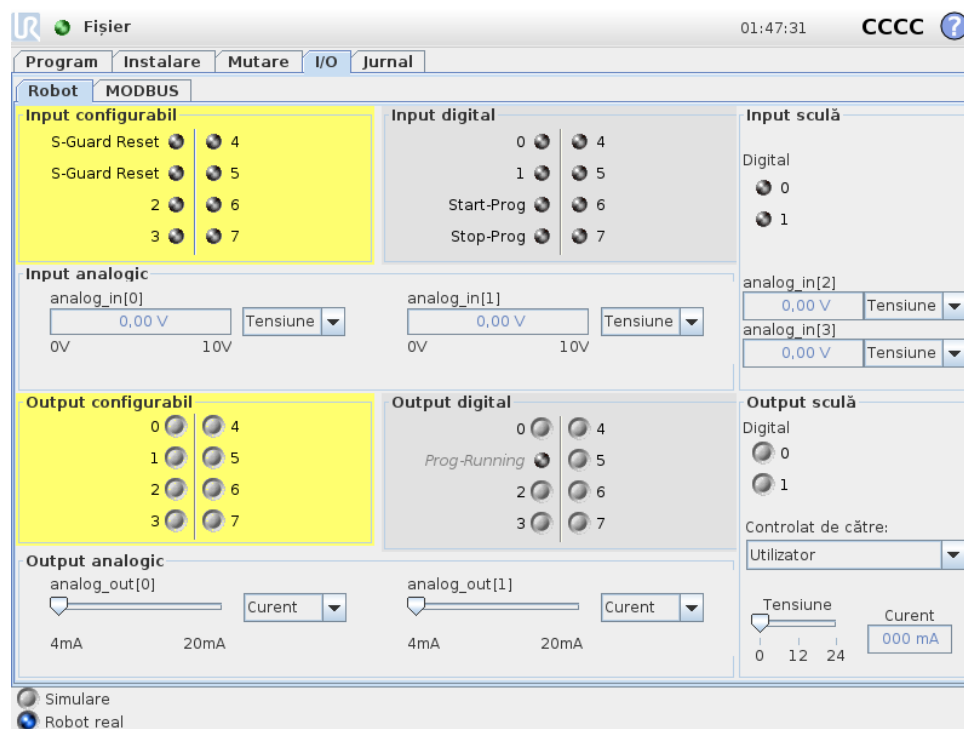 UR Fișier 01:47:31 CCCC ?
Program Instalare Mutare I/O Jurnal
Robot MODBUS
Input configurabil
S-Guard Reset 4
S-Guard Reset 5
2 6
3 7
Input digital
0 4
1 5
Start-Prog 6
Stop-Prog 7
Input sculă
Digital
0
1
analog_in[2]
0,00 V Tensiune
analog_in[3]
0,00 V Tensiune
Input analogic
analog_in[0]
0,00 V Tensiune
0V 10V
analog_in[1]
0,00 V Tensiune
0V 10V
Output configurabil
0 4
1 5
2 6
3 7
Output digital
0 4
Prog-Running 5
2 6
3 7
Output sculă
Digital
0
1
Controlat de către:
Utilizator
Tensiune
0 12 24
Curent
000 mA
Output analogic
analog_out[0]
Curent
4mA 20mA
analog_out[1]
Curent
4mA 20mA
Simulare
Robot real